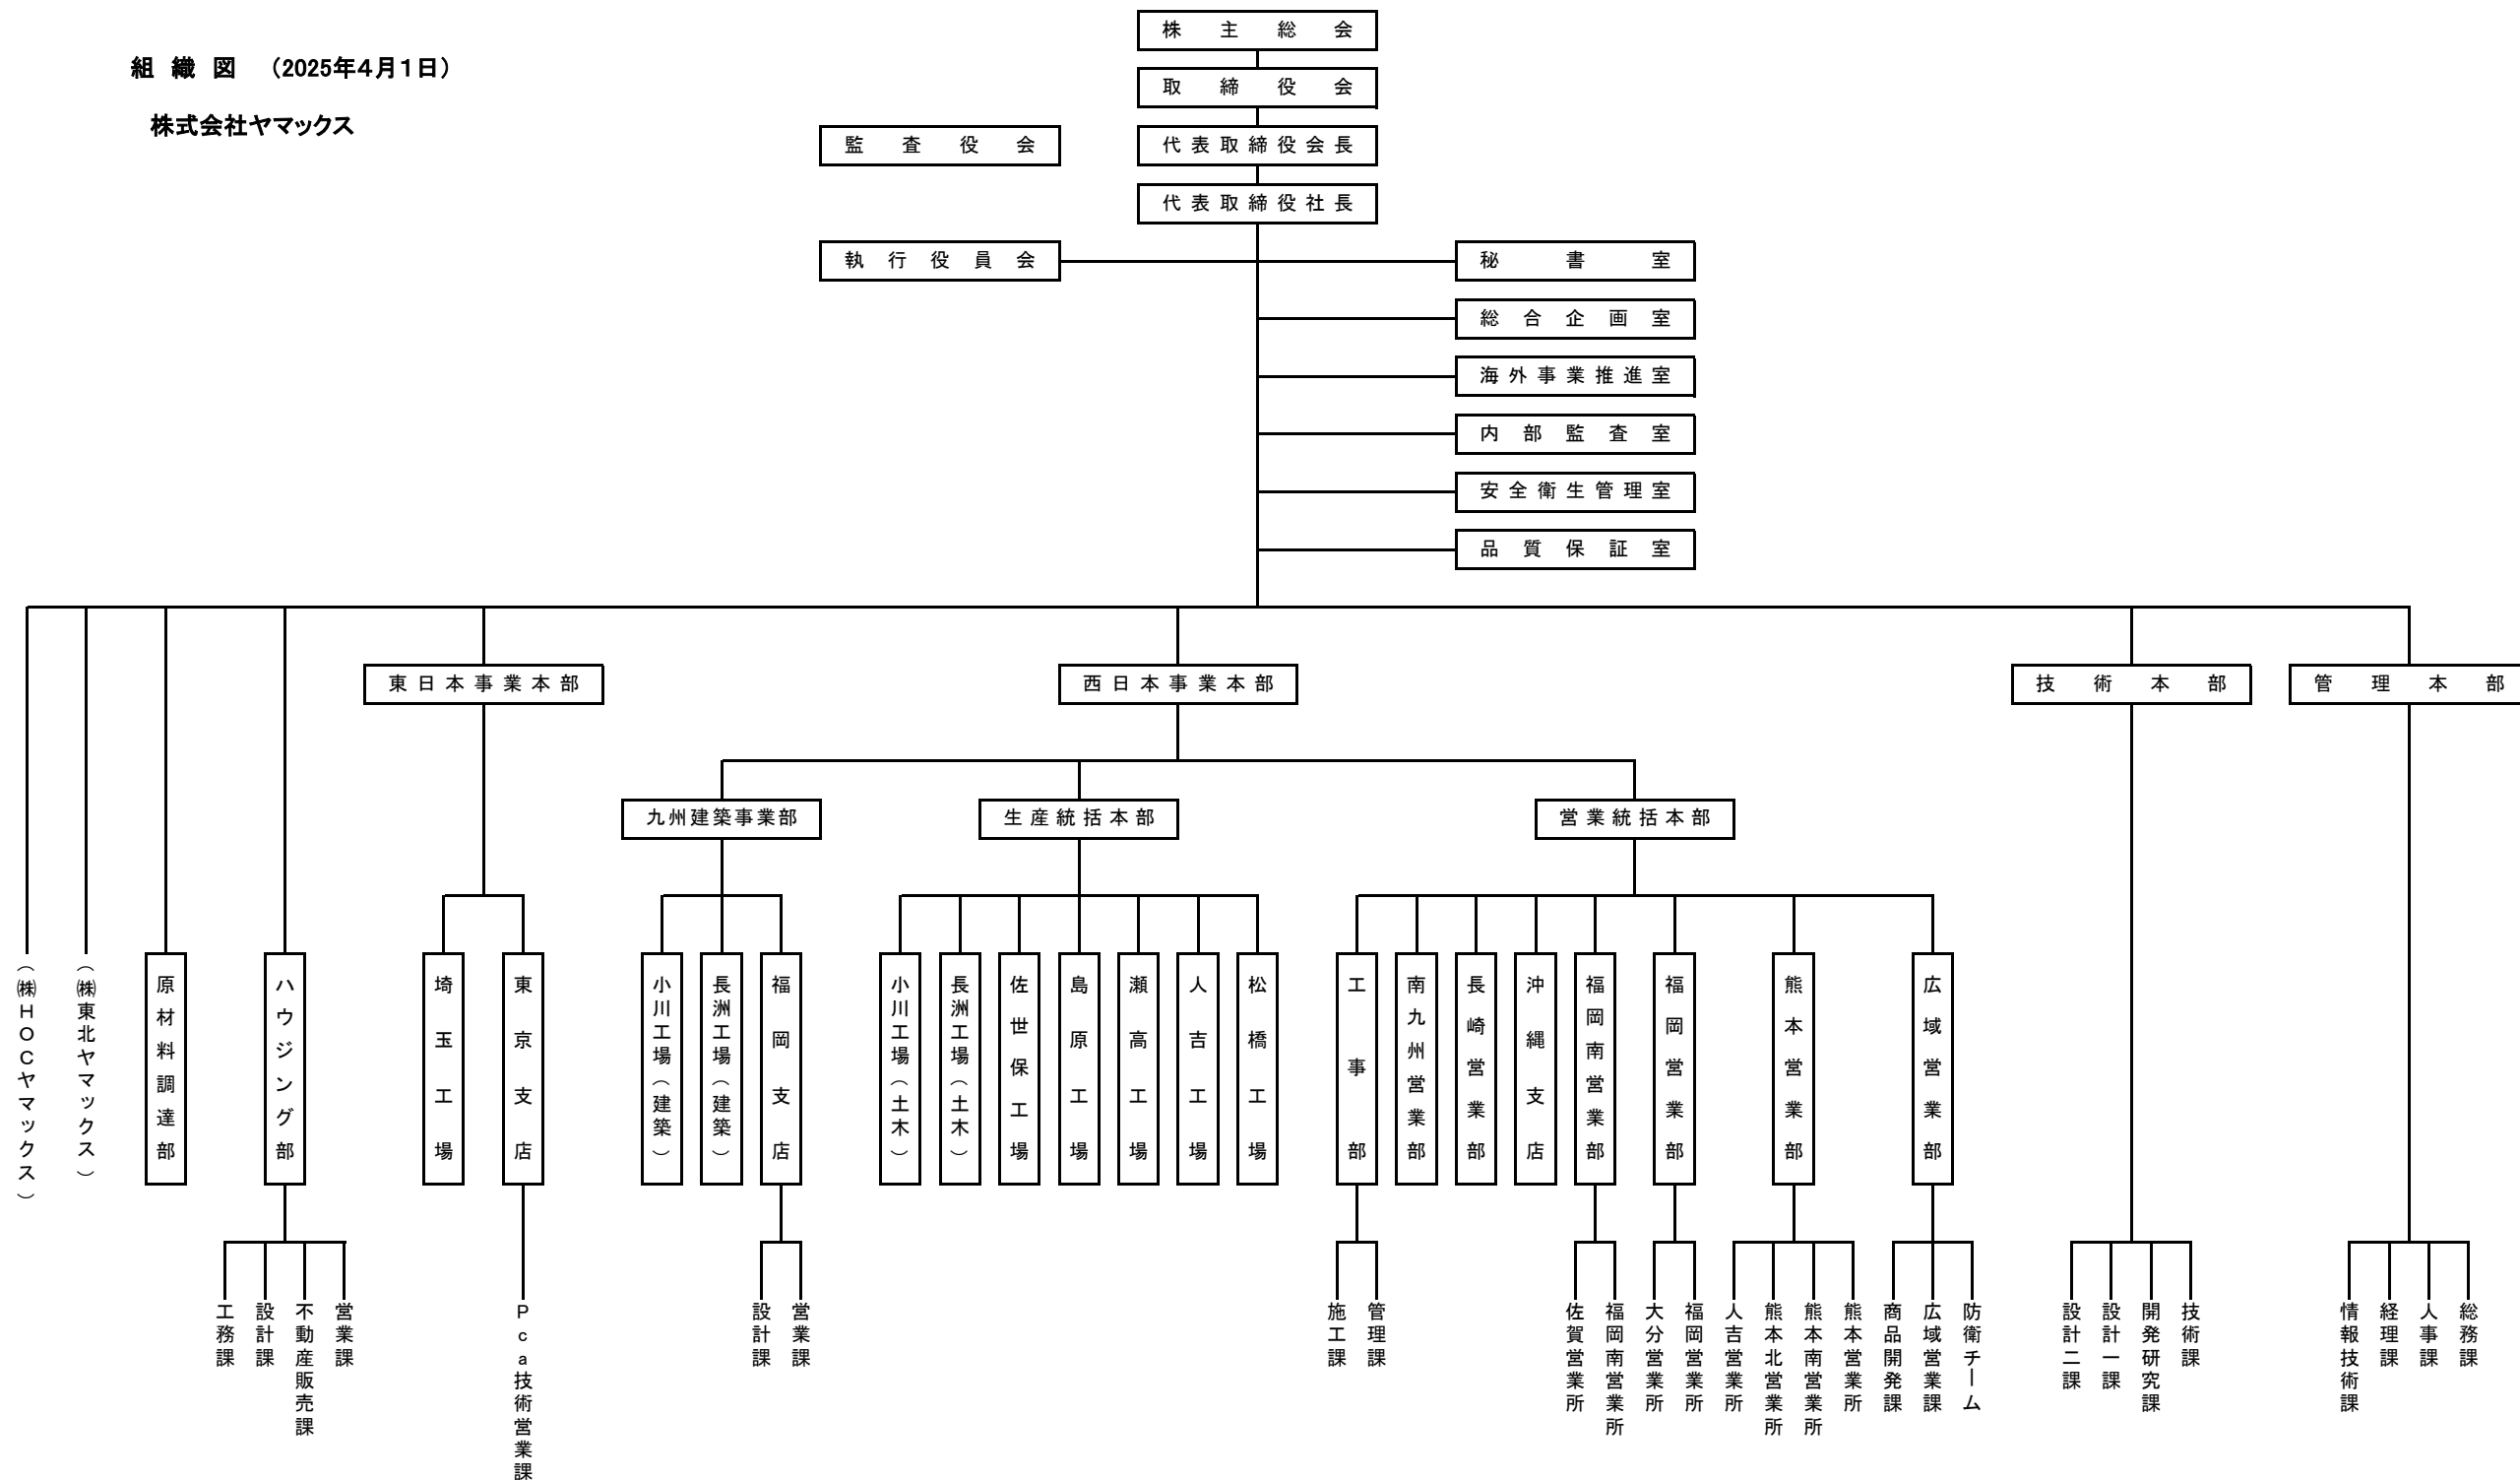 組織図 （2025年４月１日）
株式会社ヤマックス
株主総会
取締役会
監査役会
代表取締役会長
代表取締役社長
執行役員会
秘書室
総合企画室
海外事業推進室
内部監査室
安全衛生管理室
品質保証室
東日本事業本部
西日本事業本部
技術本部
管理本部
九州建築事業部
生産統括本部
営業統括本部
（㈱ＨＯＣヤマックス）
（㈱東北ヤマックス）
原材料調達部
ハウジング部
埼玉工場
東京支店
小川工場（建築）
長洲工場（建築）
福岡支店
小川工場（土木）
長洲工場（土木）
佐世保工場
島原工場
瀬高工場
人吉工場
松橋工場
工事部
南九州営業部
長崎営業部
沖縄支店
福岡南営業部
福岡営業部
熊本営業部
広域営業部
工務課
設計課
不動産販売課
営業課
Ｐｃａ技術営業課
設計課
営業課
施工課
管理課
佐賀営業所
福岡南営業所
大分営業所
福岡営業所
人吉営業所
熊本北営業所
熊本南営業所
熊本営業所
商品開発課
広域営業課
防衛チーム
設計二課
設計一課
開発研究課
技術課
情報技術課
経理課
人事課
総務課